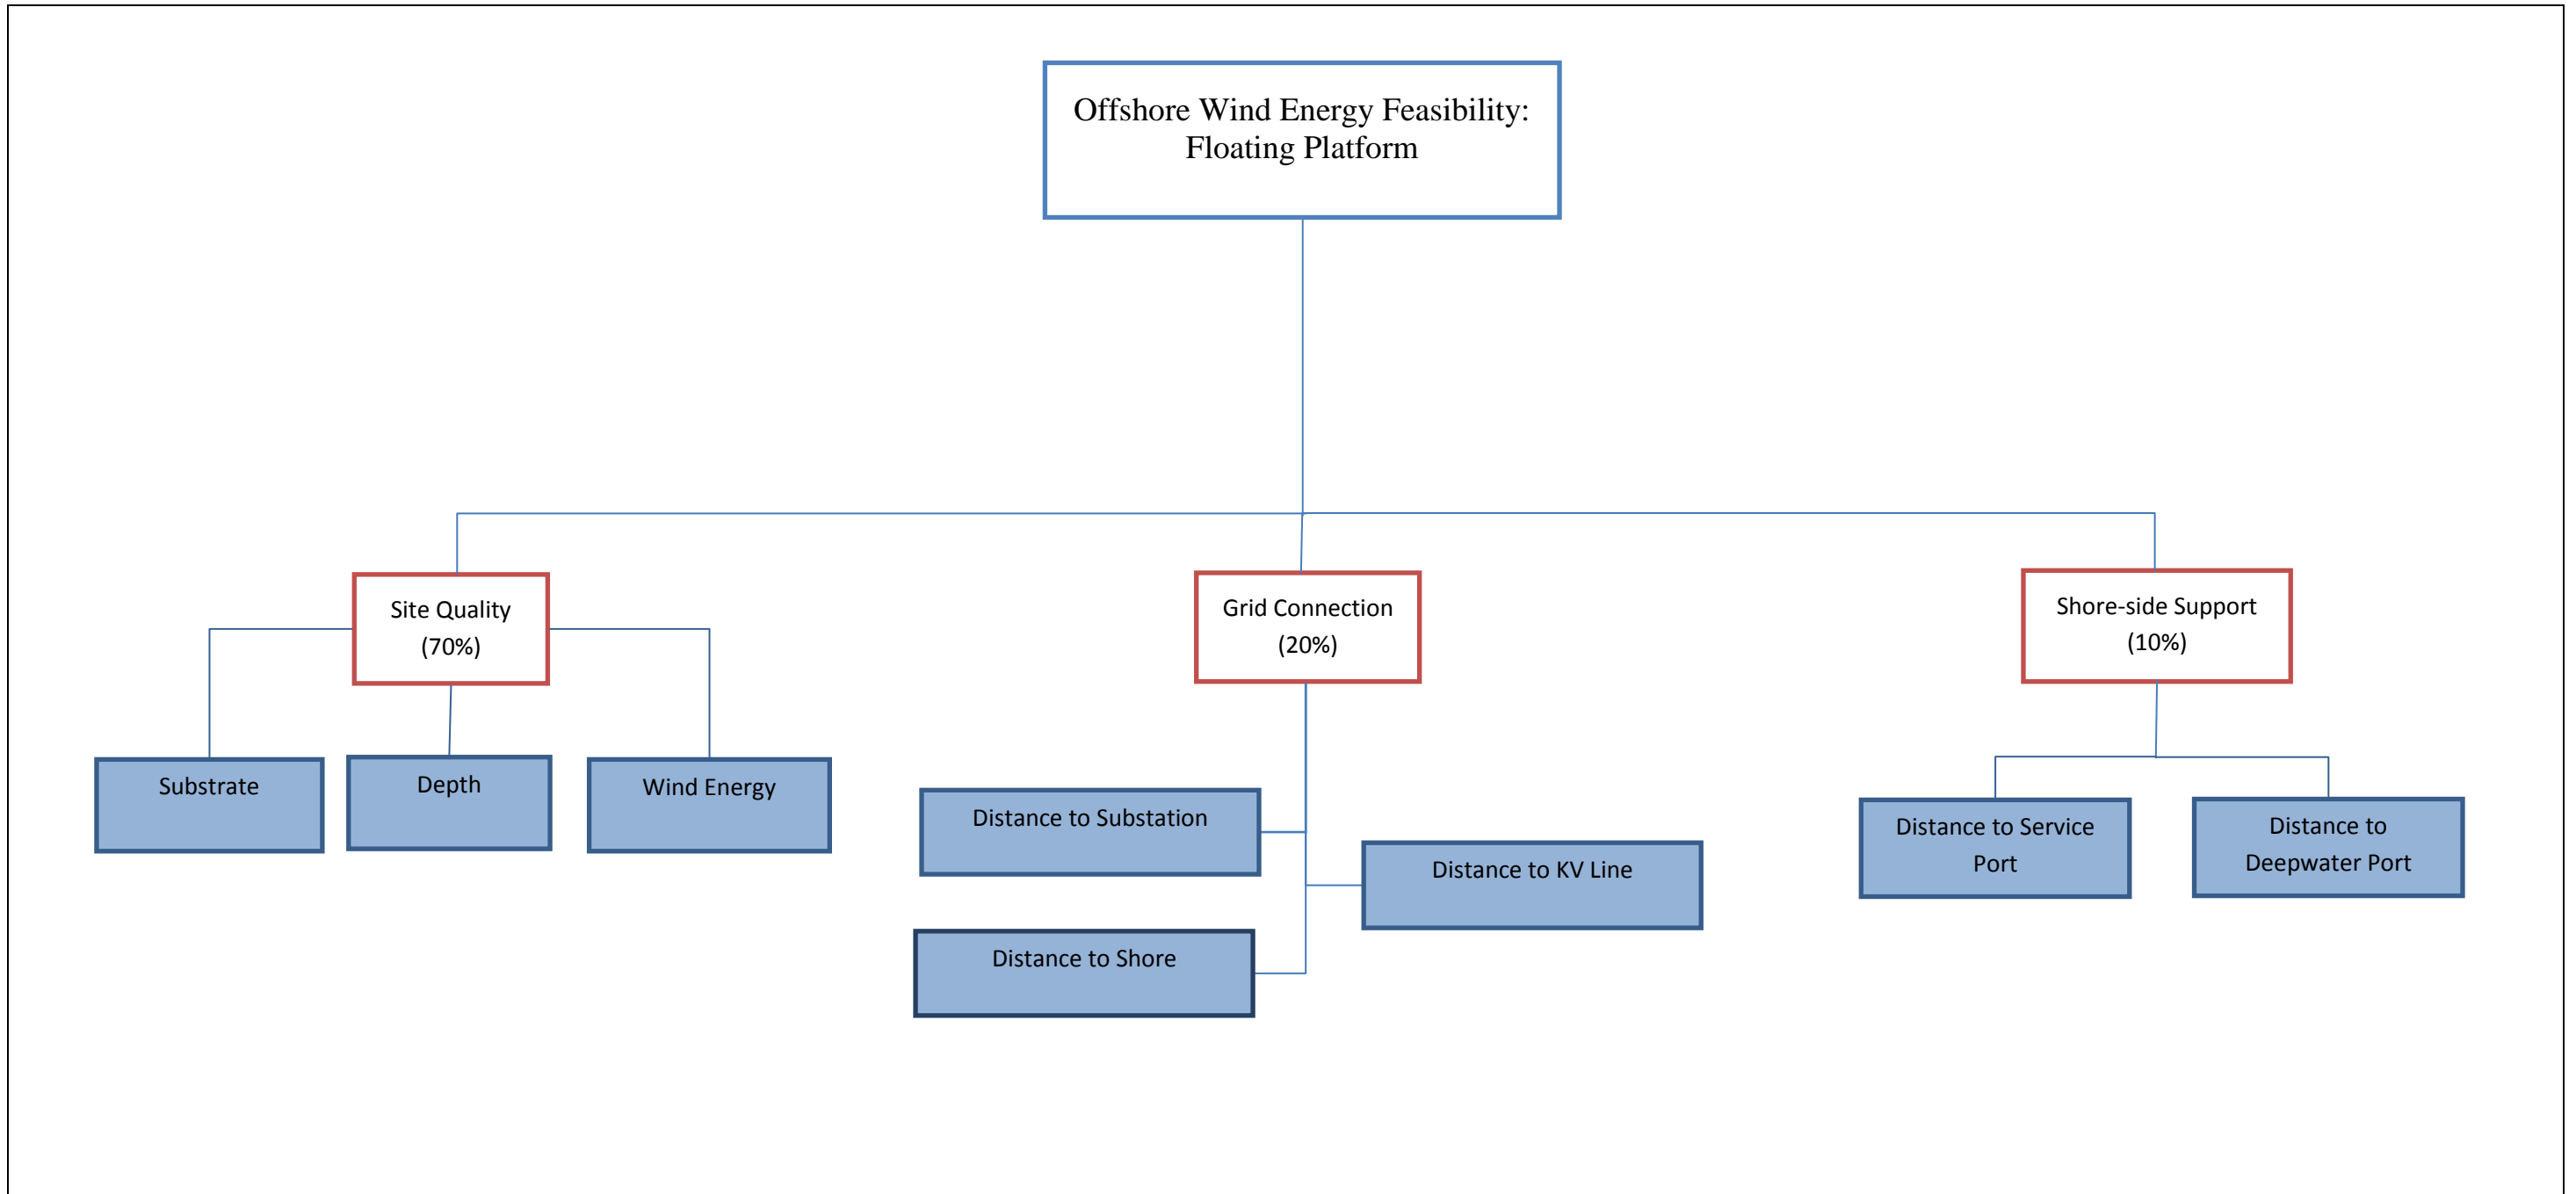 Offshore Wind Energy Feasibility:
Floating Platform
Site Quality
(70%)
Grid Connection
(20%)
Shore-side Support
(10%)
Substrate
Depth
Wind Energy
Distance to Substation
Distance to KV Line
Distance to Shore
Distance to Service
Port
Distance to
Deepwater Port